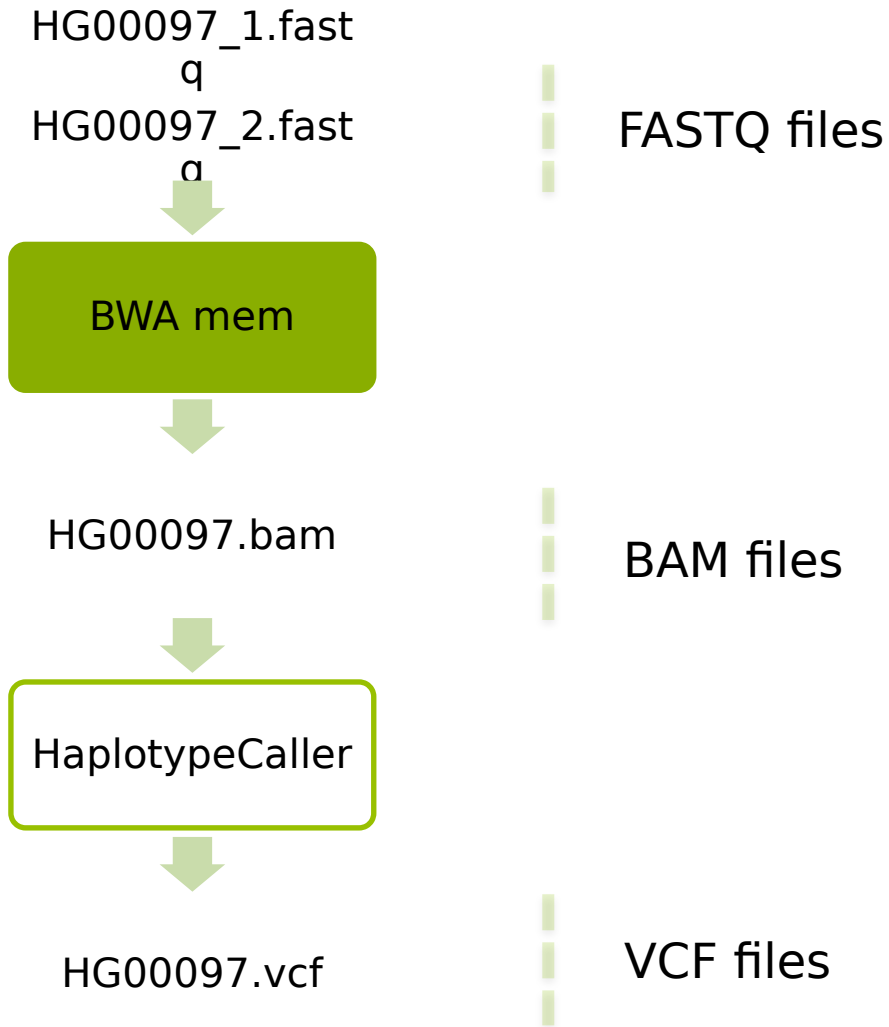 HG00097_1.fast
q
HG00097_2.fast
q
FASTQ files
BWA mem
HG00097.bam
BAM files
HaplotypeCaller
HG00097.vcf
VCF files